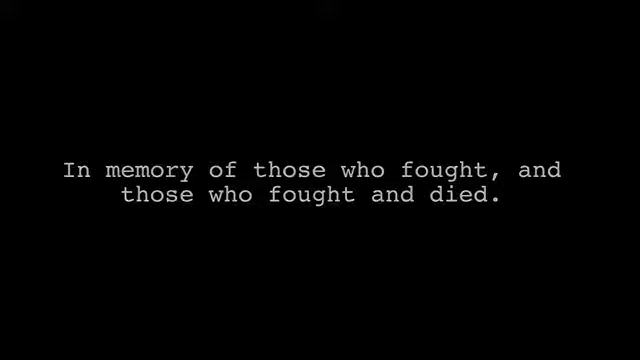 In memory of those who fought, and
those who fought and died.